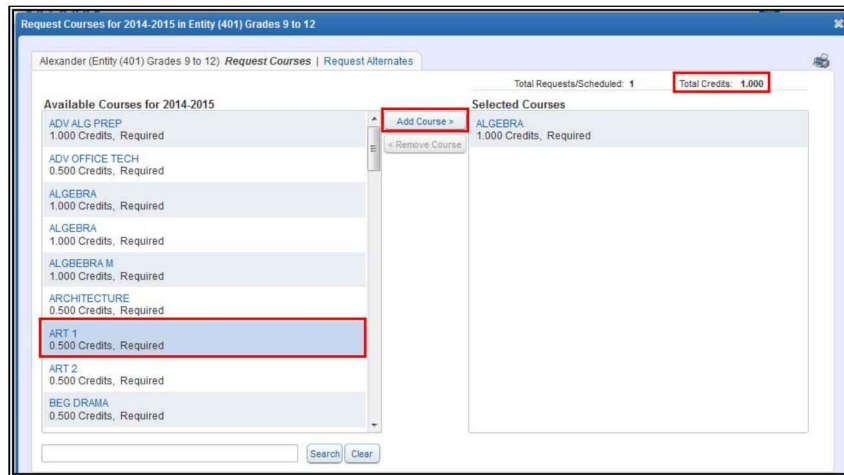 Request Courses for 2014-2015 in Entity (401) Grades 9 to 12
Alexander (Entity (401) Grades 9 to 12) Request Courses | Request Alternates
Total Requests/Scheduled: 1 Total Credits: 1.000
Available Courses for 2014-2015
ADV ALG PREP
1.000 Credits, Required
ADV OFFICE TECH
0.500 Credits, Required
ALGEBRA
1.000 Credits, Required
ALGEBRA
1.000 Credits, Required
ALGBEBRA M
1.000 Credits, Required
ARCHITECTURE
0.500 Credits, Required
ART 1
0.500 Credits, Required
ART 2
0.500 Credits, Required
BEG DRAMA
0.500 Credits, Required
Search Clear
Add Course >
< Remove Course
Selected Courses
ALGEBRA
1.000 Credits, Required